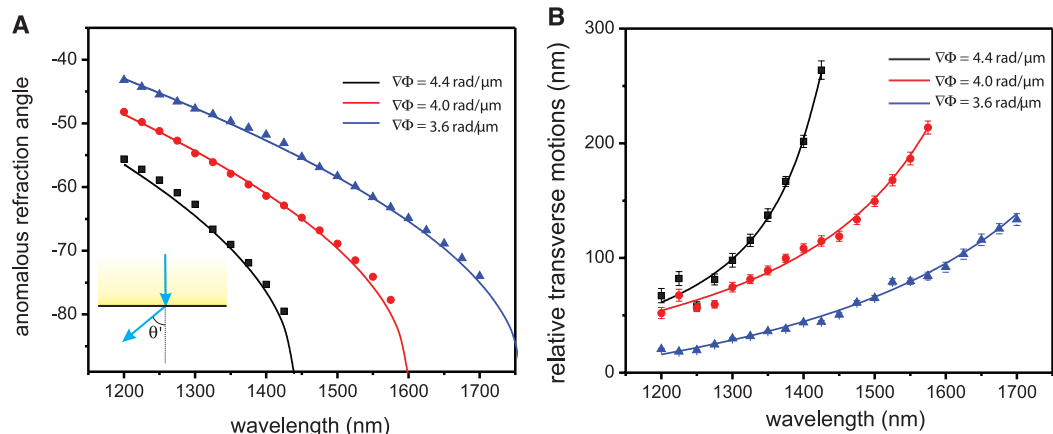 A
anomalous refraction angle
-40
-50
-60
-70
-80
∇Φ = 4.4 rad/μm
∇Φ = 4.0 rad/μm
∇Φ = 3.6 rad/μm
θ'
1200 1300 1400 1500 1600 1700
wavelength (nm)
B
relative transverse motions (nm)
300
200
100
0
∇Φ = 4.4 rad/μm
∇Φ = 4.0 rad/μm
∇Φ = 3.6 rad/μm
1200 1300 1400 1500 1600 1700
wavelength (nm)